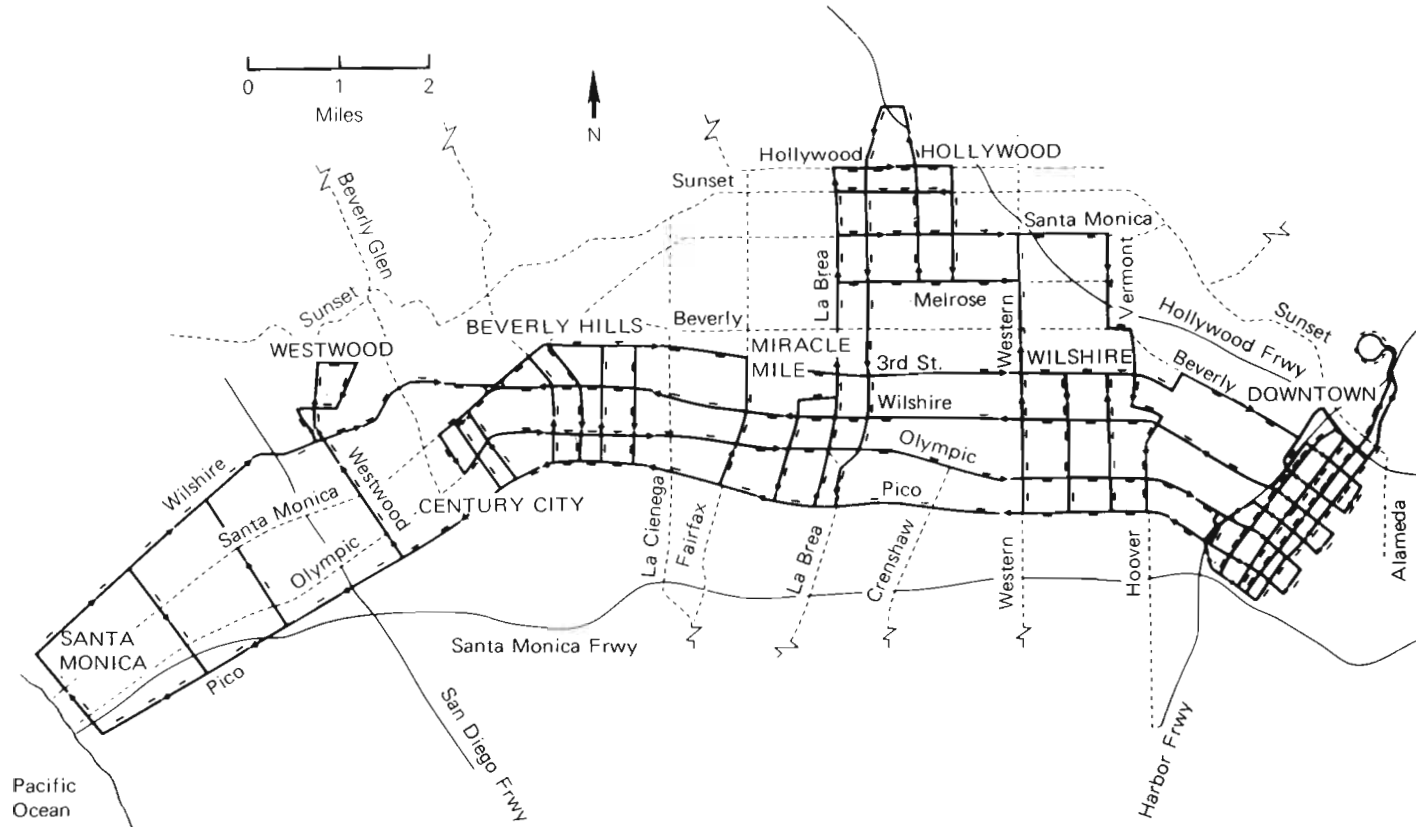 0 1 2
Miles
N
Hollywood
HOLLYWOOD
Sunset
Beverly Glen
Santa Monica
La Brea
Vermont
Melrose
Western
Hollywood Frwy
Sunset
Sunset
WESTWOOD
BEVERLY HILLS
Beverly
MIRACLE
MILE
3rd St.
WILSHIRE
Beverly
DOWNTOWN
Wilshire
Olympic
Wilshire
Westwood
Santa Monica
CENTURY CITY
Pico
Olympic
La Cienega
Fairfax
La Brea
Crenshaw
Western
Hoover
Alameda
SANTA
MONICA
Pico
Santa Monica Frwy
San Diego Frwy
Harbor Frwy
Pacific
Ocean